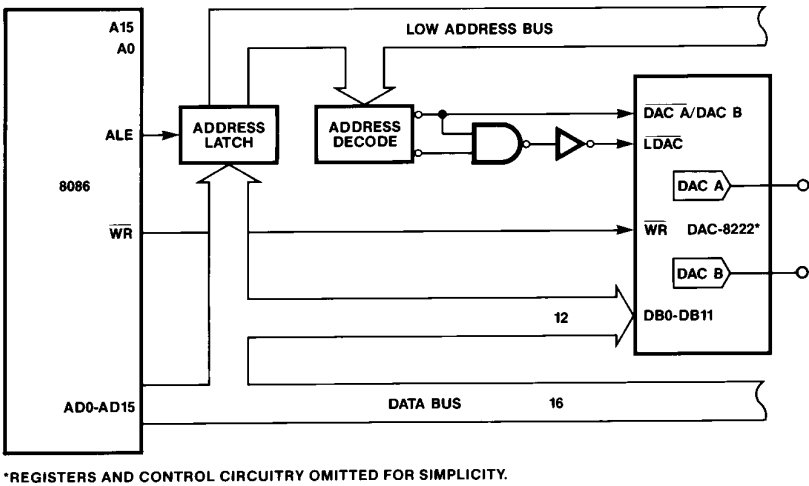 A15
A0
LOW ADDRESS BUS
ALE
ADDRESS
LATCH
ADDRESS
DECODE
DAC A/DAC B
LDAC
DAC A
8086
WR
WR DAC-8222*
DAC B
12
DB0-DB11
AD0-AD15
DATA BUS 16
*REGISTERS AND CONTROL CIRCUITRY OMITTED FOR SIMPLICITY.